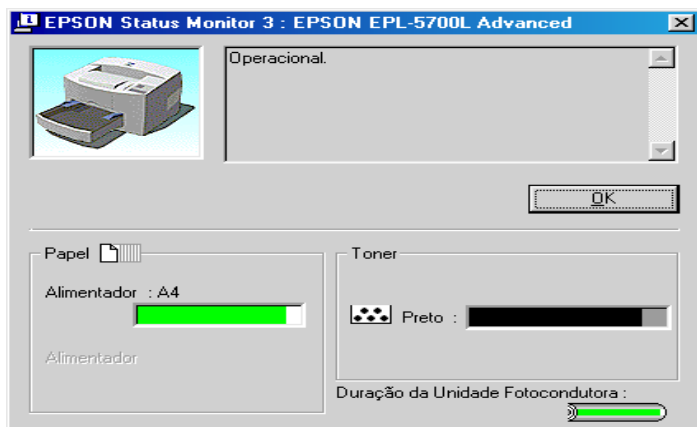 EPSON Status Monitor 3 : EPSON EPL-5700L Advanced
Operacional.
OK
Papel
Toner
Alimentador : A4
Preto :
Alimentador
Duração da Unidade Fotocondutora :